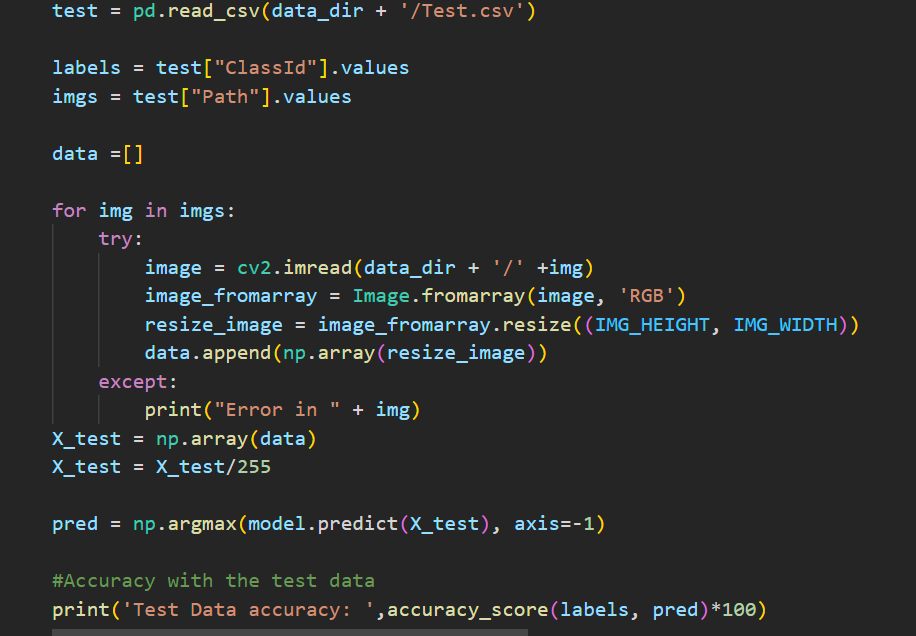 test = pd.read_csv(data_dir + '/Test.csv')
labels = test["ClassId"].values
imgs = test["Path"].values
data =[]
for img in imgs:
    try:
        image = cv2.imread(data_dir + '/' +img)
        image_fromarray = Image.fromarray(image, 'RGB')
        resize_image = image_fromarray.resize((IMG_HEIGHT, IMG_WIDTH))
        data.append(np.array(resize_image))
    except:
        print("Error in " + img)
X_test = np.array(data)
X_test = X_test/255
pred = np.argmax(model.predict(X_test), axis=-1)
#Accuracy with the test data
print('Test Data accuracy: ',accuracy_score(labels, pred)*100)